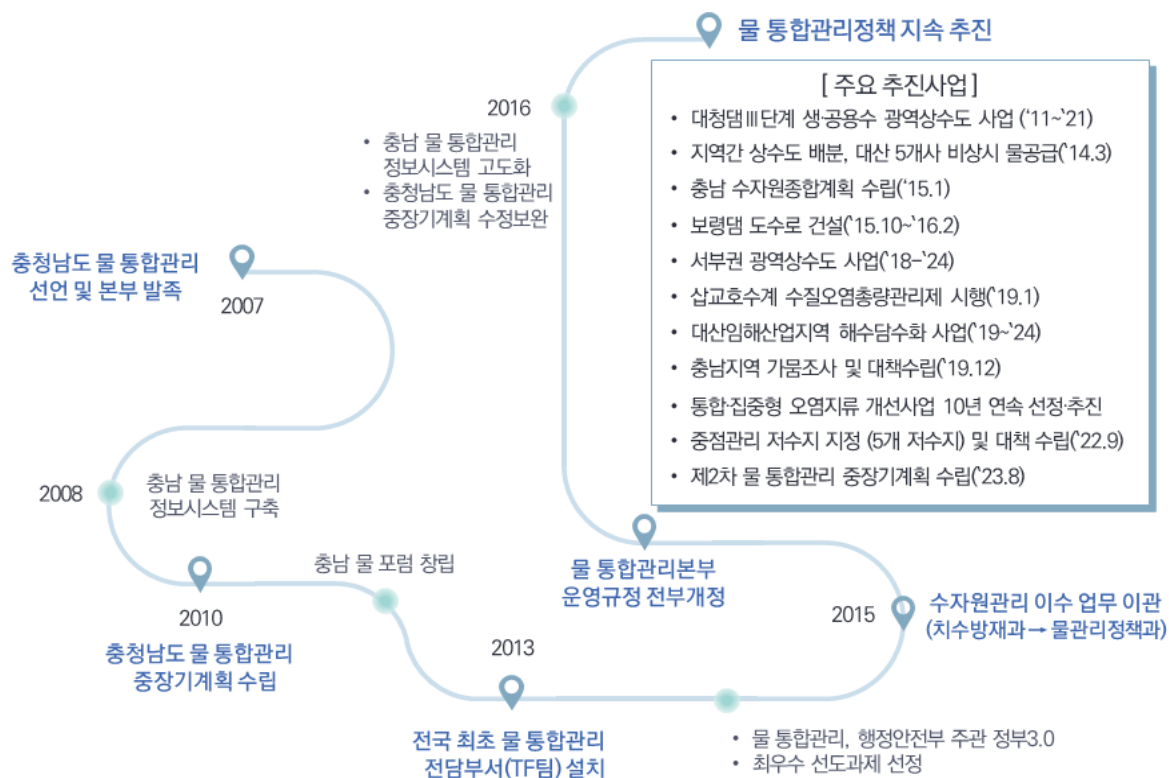 물 통합관리정책 지속 추진
[ 주요 추진사업 ]
• 대청댐Ⅲ단계 생·공용수 광역상수도 사업 (‘11~‘21)
• 지역간 상수도 배분, 대산 5개사 비상시 물공급(‘14.3)
• 충남 수자원종합계획 수립(‘15.1)
• 보령댐 도수로 건설(‘15.10~‘16.2)
• 서부권 광역상수도 사업(‘18-‘24)
• 삽교호수계 수질오염총량관리제 시행(‘19.1)
• 대산임해산업지역 해수담수화 사업(‘19~‘24)
• 충남지역 가뭄조사 및 대책수립(‘19.12)
• 통합·집중형 오염지류 개선사업 10년 연속 선정·추진
• 중점관리 저수지 지정 (5개 저수지) 및 대책 수립(‘22.9)
• 제2차 물 통합관리 중장기계획 수립(‘23.8)
2016
• 충남 물 통합관리
정보시스템 고도화
• 충청남도 물 통합관리
중장기계획 수정보완
충청남도 물 통합관리
선언 및 본부 발족
2007
2008
충남 물 통합관리
정보시스템 구축
2010
충청남도 물 통합관리
중장기계획 수립
충남 물 포럼 창립
2013
전국 최초 물 통합관리
전담부서(TF팀) 설치
• 물 통합관리, 행정안전부 주관 정부3.0
• 최우수 선도과제 선정
2015
수자원관리 이수 업무 이관
(치수방재과→ 물관리정책과)
물 통합관리본부
운영규정 전부개정